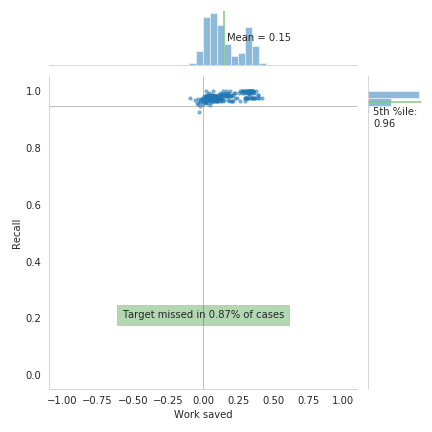 Mean = 0.15
5th %ile:
0.96
1.0
0.8
0.6
0.4
0.2
0.0
Recall
Target missed in 0.87% of cases
−1.00 −0.75 −0.50 −0.25 0.00 0.25 0.50 0.75 1.00
Work saved